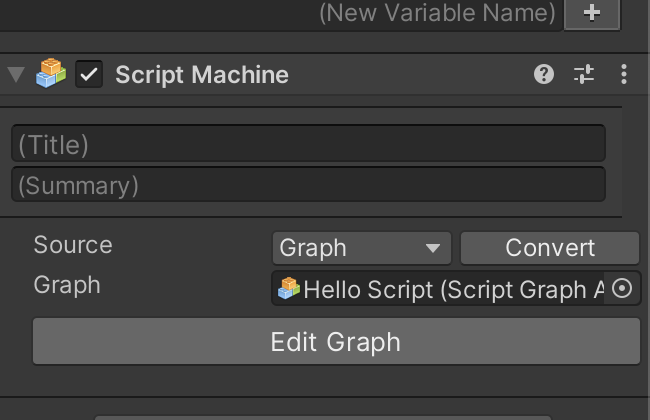 (New Variable Name) +
Script Machine
(Title)
(Summary)
Source Graph Convert
Graph Hello Script (Script Graph A
Edit Graph